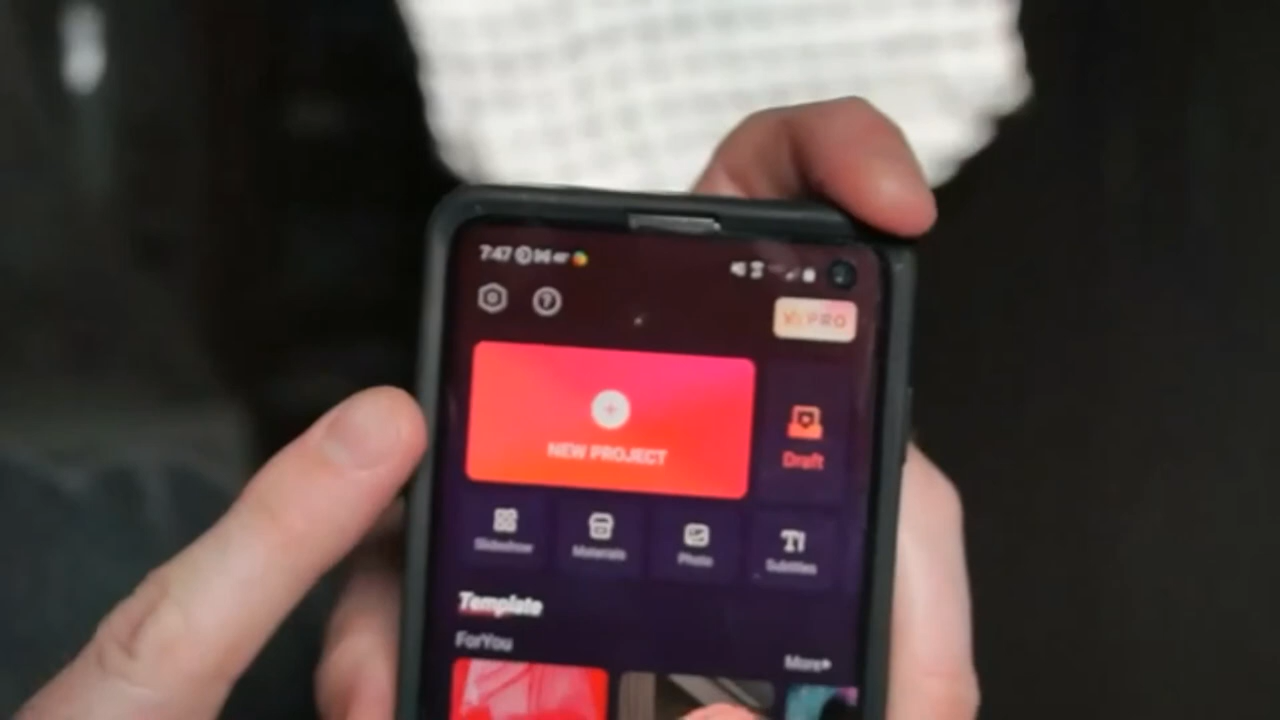 7:47
PRO
NEW PROJECT
Draft
Slideshow
Materials
Photo
Subtitles
Template
ForYou
More